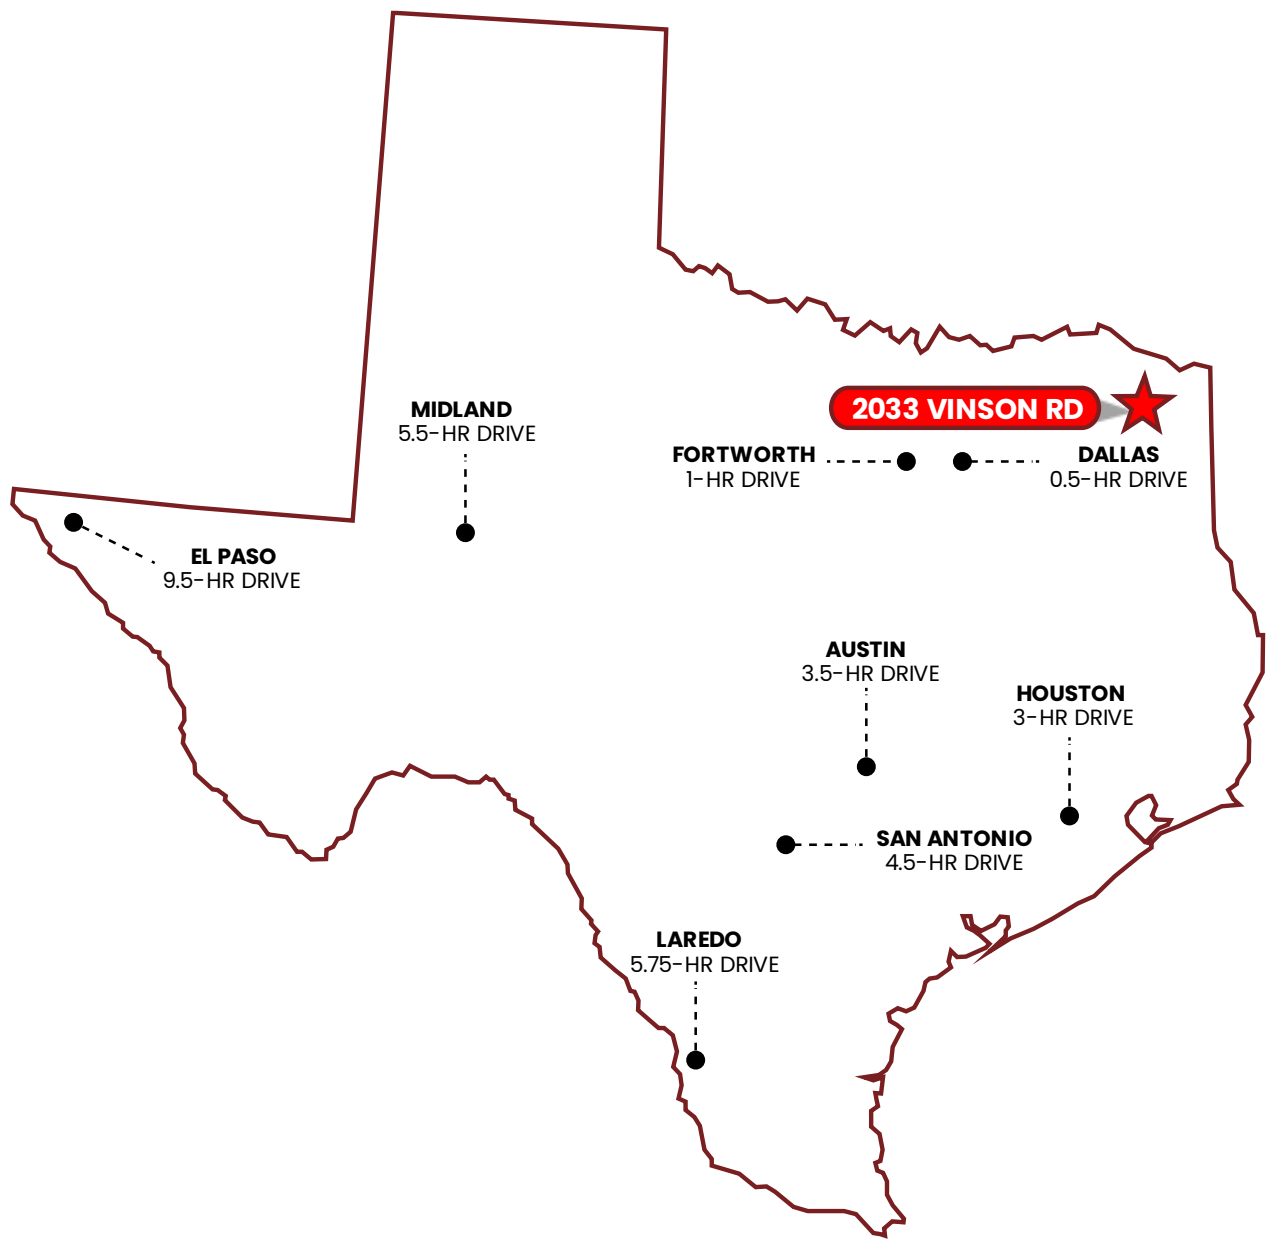 MIDLAND
5.5-HR DRIVE
2033 VINSON RD
FORTWORTH
1-HR DRIVE
DALLAS
0.5-HR DRIVE
EL PASO
9.5-HR DRIVE
AUSTIN
3.5-HR DRIVE
HOUSTON
3-HR DRIVE
SAN ANTONIO
4.5-HR DRIVE
LAREDO
5.75-HR DRIVE